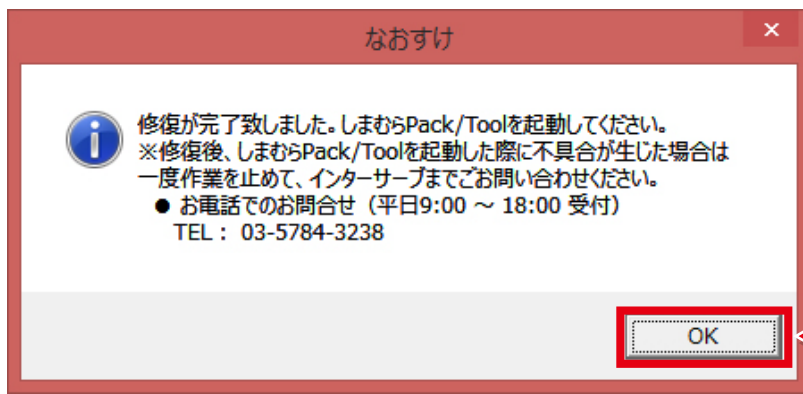 なおすけ
修復が完了致しました。しまむらPack/Toolを起動してください。
※修復後、しまむらPack/Toolを起動した際に不具合が生じた場合は
一度作業を止めて、インターサーブまでご お問い合わせください。
● お電話でのお問合せ（平日9:00 ～ 18:00 受付）
TEL： 03-5784-3238
OK